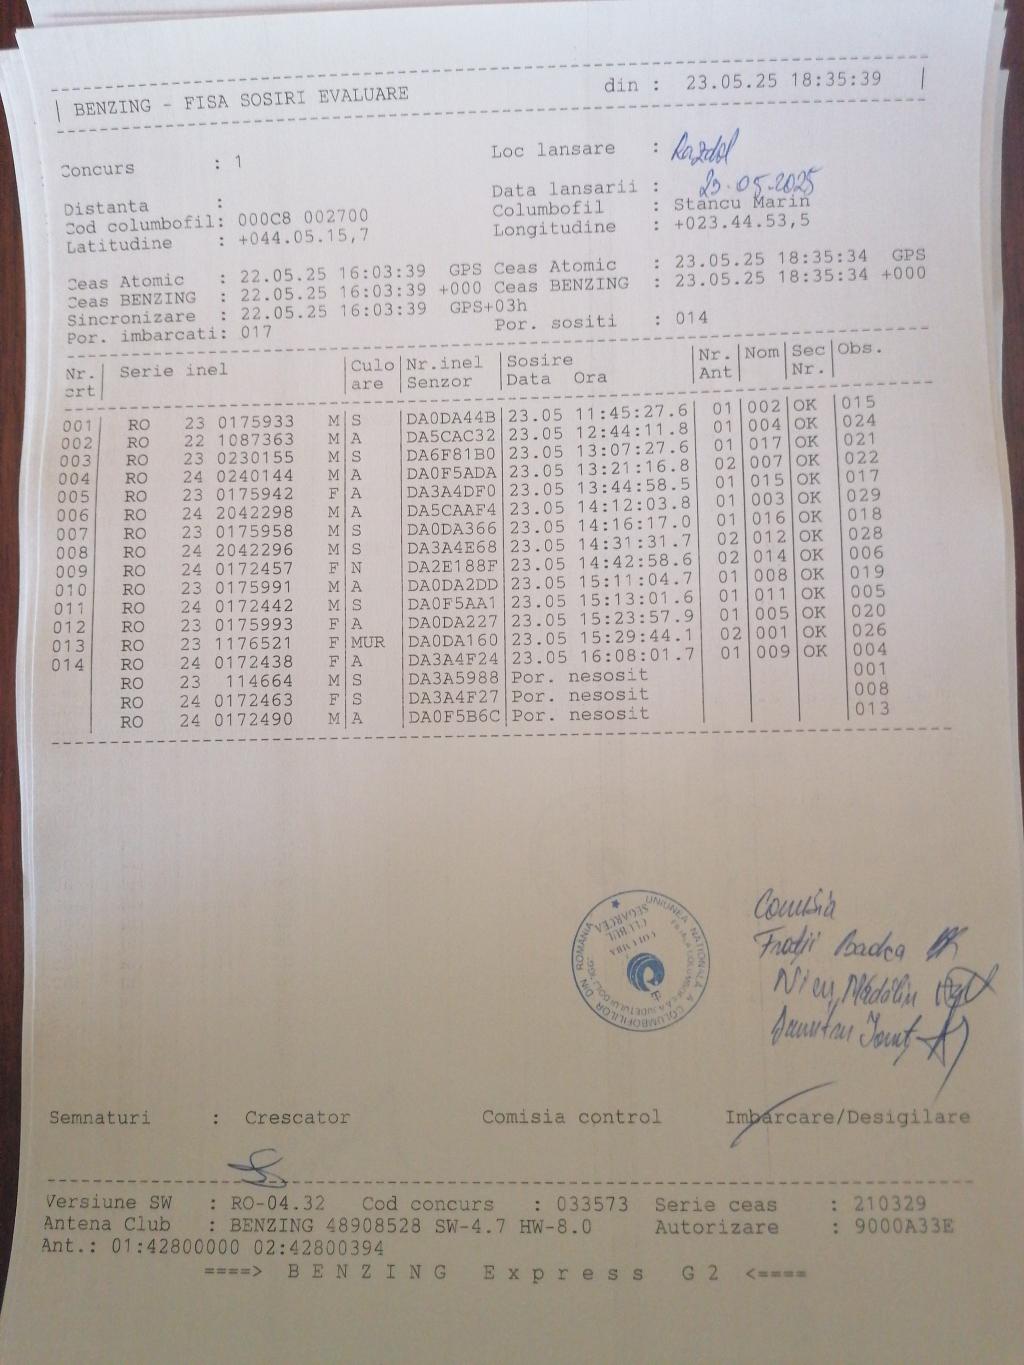 BENZING - FISA SOSIRI EVALUARE din : 23.05.25 18:35:39
Concurs : 1 Loc lansare : Razdol
Distanta : Data lansarii : 23.05.2025
Cod columbofil: 000C8 002700 Columbofil : Stancu Marin
Latitudine : +044.05.15,7 Longitudine : +023.44.53,5
Ceas Atomic : 22.05.25 16:03:39 GPS Ceas Atomic : 23.05.25 18:35:34 GPS
Ceas BENZING : 22.05.25 16:03:39 +000 Ceas BENZING : 23.05.25 18:35:34 +000
Sincronizare : 22.05.25 16:03:39 GPS+03h
Por. imbarcati: 017 Por. sositi : 014
Nr. Serie inel Culo Nr.inel Sosire Nr. Nom Sec Obs.
crt are Senzor Data Ora Ant Nr.
001 RO 23 0175933 M S DA0DA44B 23.05 11:45:27.6 01 002 OK 015
002 RO 22 1087363 M A DA5CAC32 23.05 12:44:11.8 01 004 OK 024
003 RO 23 0230155 M S DA6F81B0 23.05 13:07:27.6 01 017 OK 021
004 RO 24 0240144 M A DA0F5ADA 23.05 13:21:16.8 02 007 OK 022
005 RO 23 0175942 F A DA3A4DF0 23.05 13:44:58.5 01 015 OK 017
006 RO 24 2042298 M A DA5CAAF4 23.05 14:12:03.8 01 003 OK 029
007 RO 23 0175958 M S DA0DA366 23.05 14:16:17.0 01 016 OK 018
008 RO 24 2042296 M S DA3A4E68 23.05 14:31:31.7 02 012 OK 028
009 RO 24 0172457 F N DA2E188F 23.05 14:42:58.6 02 014 OK 006
010 RO 23 0175991 M A DA0DA2DD 23.05 15:11:04.7 01 008 OK 019
011 RO 24 0172442 M S DA0F5AA1 23.05 15:13:01.6 01 011 OK 005
012 RO 23 0175993 F A DA0DA227 23.05 15:23:57.9 01 005 OK 020
013 RO 23 1176521 F MUR DA0DA160 23.05 15:29:44.1 02 001 OK 026
014 RO 24 0172438 F A DA3A4F24 23.05 16:08:01.7 01 009 OK 004
RO 23 114664 M S DA3A5988 Por. nesosit 001
RO 24 0172463 F S DA3A4F27 Por. nesosit 008
RO 24 0172490 M A DA0F5B6C Por. nesosit 013
UNIUNEA NATIONALA A COLUMBOFILILOR DIN ROMANIA
CLUBUL
SEGARCEA
Comisia
Frații Badea
Nicu Mădălin
Dumitru Ionuț
Semnaturi : Crescator Comisia control Imbarcare/Desigilare
Versiune SW : RO-04.32 Cod concurs : 033573 Serie ceas : 210329
Antena Club : BENZING 48908528 SW-4.7 HW-8.0 Autorizare : 9000A33E
Ant.: 01:42800000 02:42800394
====> BENZING Express G2 <====